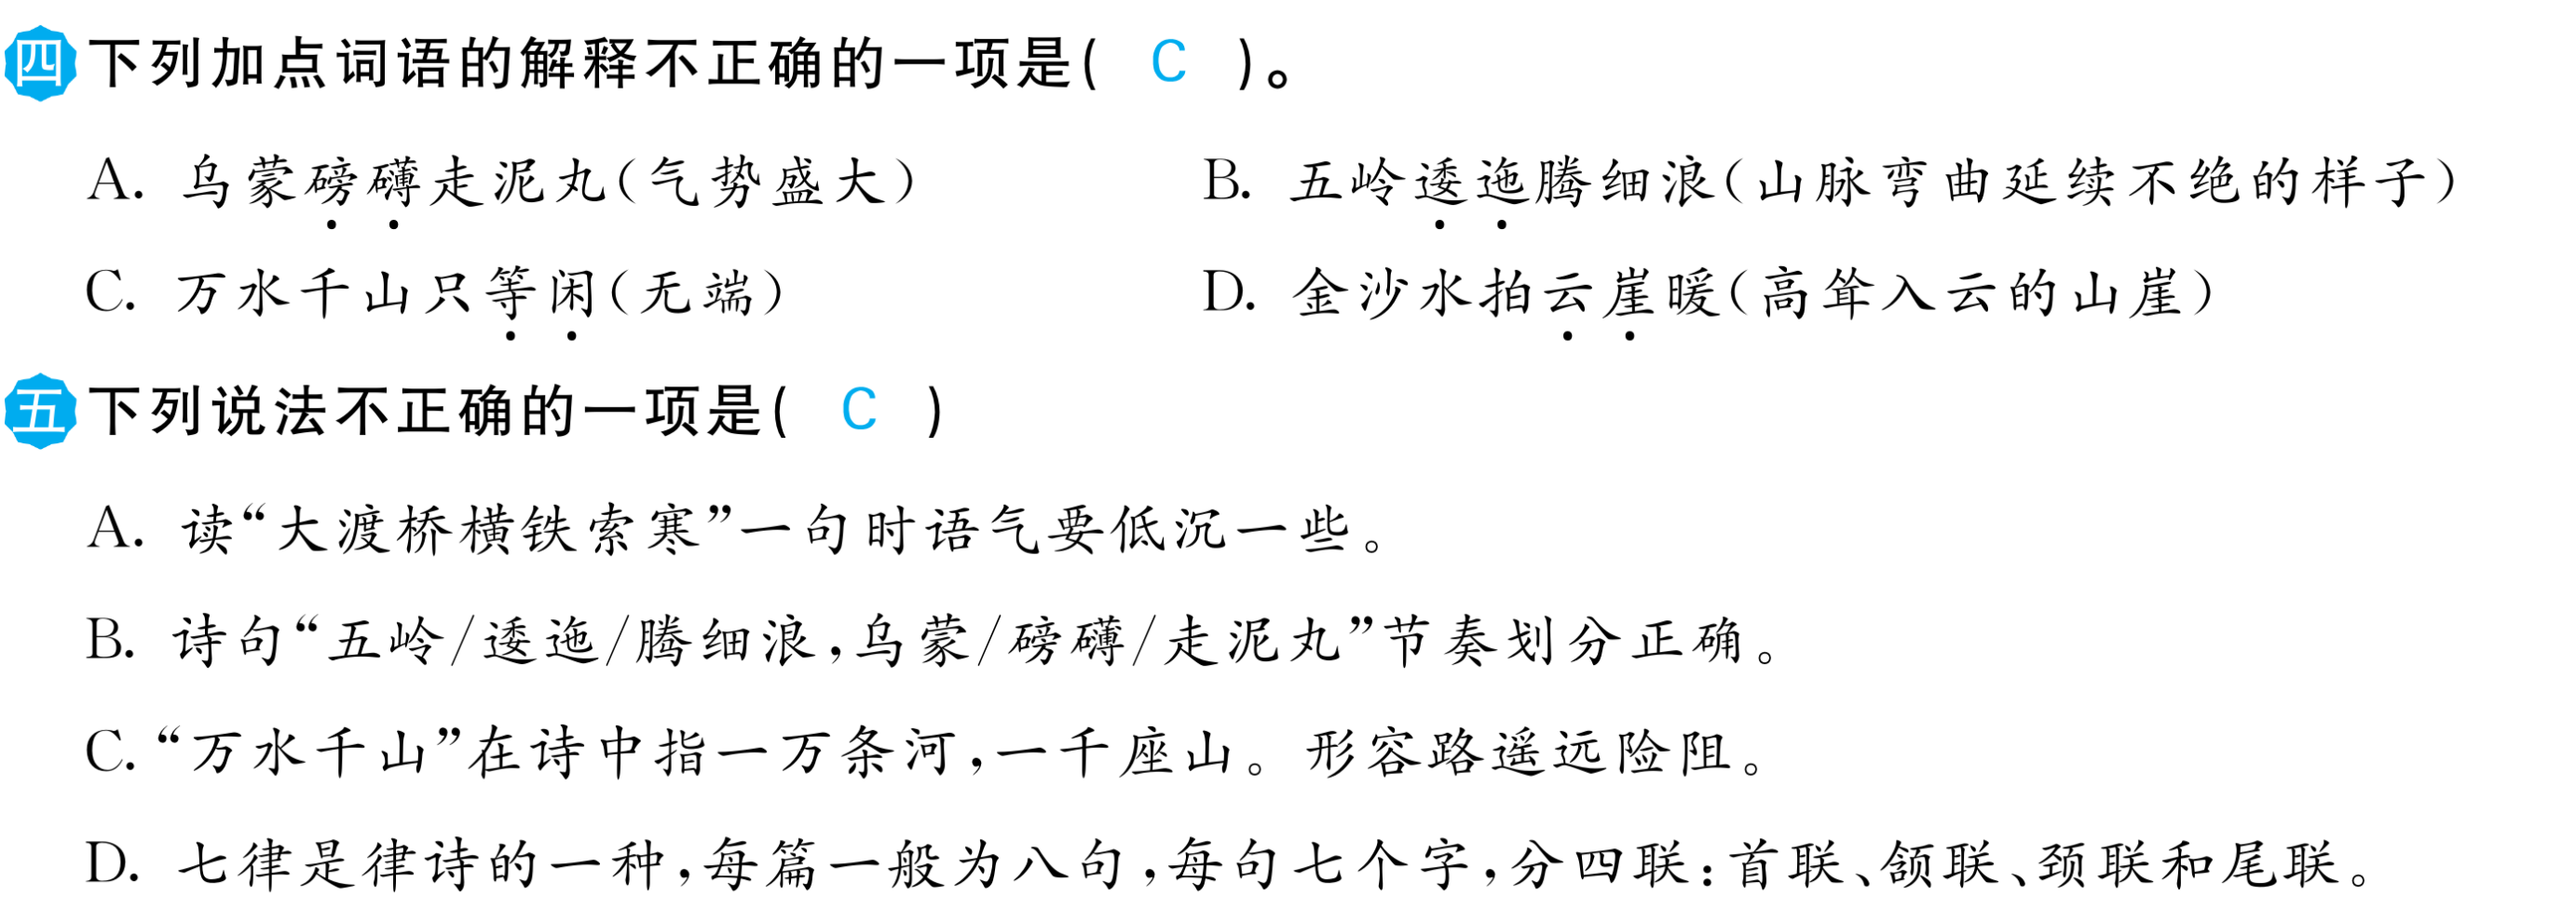 四 下列加点词语的解释不正确的一项是( C )。
A. 乌蒙磅礴走泥丸(气势盛大) B. 五岭逶迤腾细浪(山脉弯曲延续不绝的样子)
C. 万水千山只等闲(无端) D. 金沙水拍云崖暖(高耸入云的山崖)
五 下列说法不正确的一项是( C )
A. 读“大渡桥横铁索寒”一句时语气要低沉一些。
B. 诗句“五岭/逶迤/腾细浪,乌蒙/磅礴/走泥丸”节奏划分正确。
C. “万水千山”在诗中指一万条河,一千座山。形容路遥远险阻。
D. 七律是律诗的一种,每篇一般为八句,每句七个字,分四联:首联、颔联、颈联和尾联。